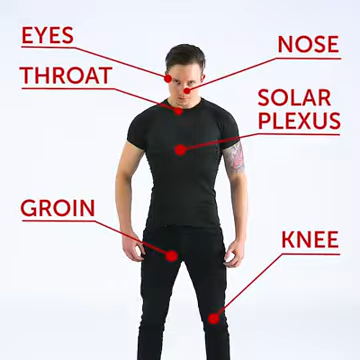 EYES
NOSE
THROAT
SOLAR
PLEXUS
GROIN
KNEE